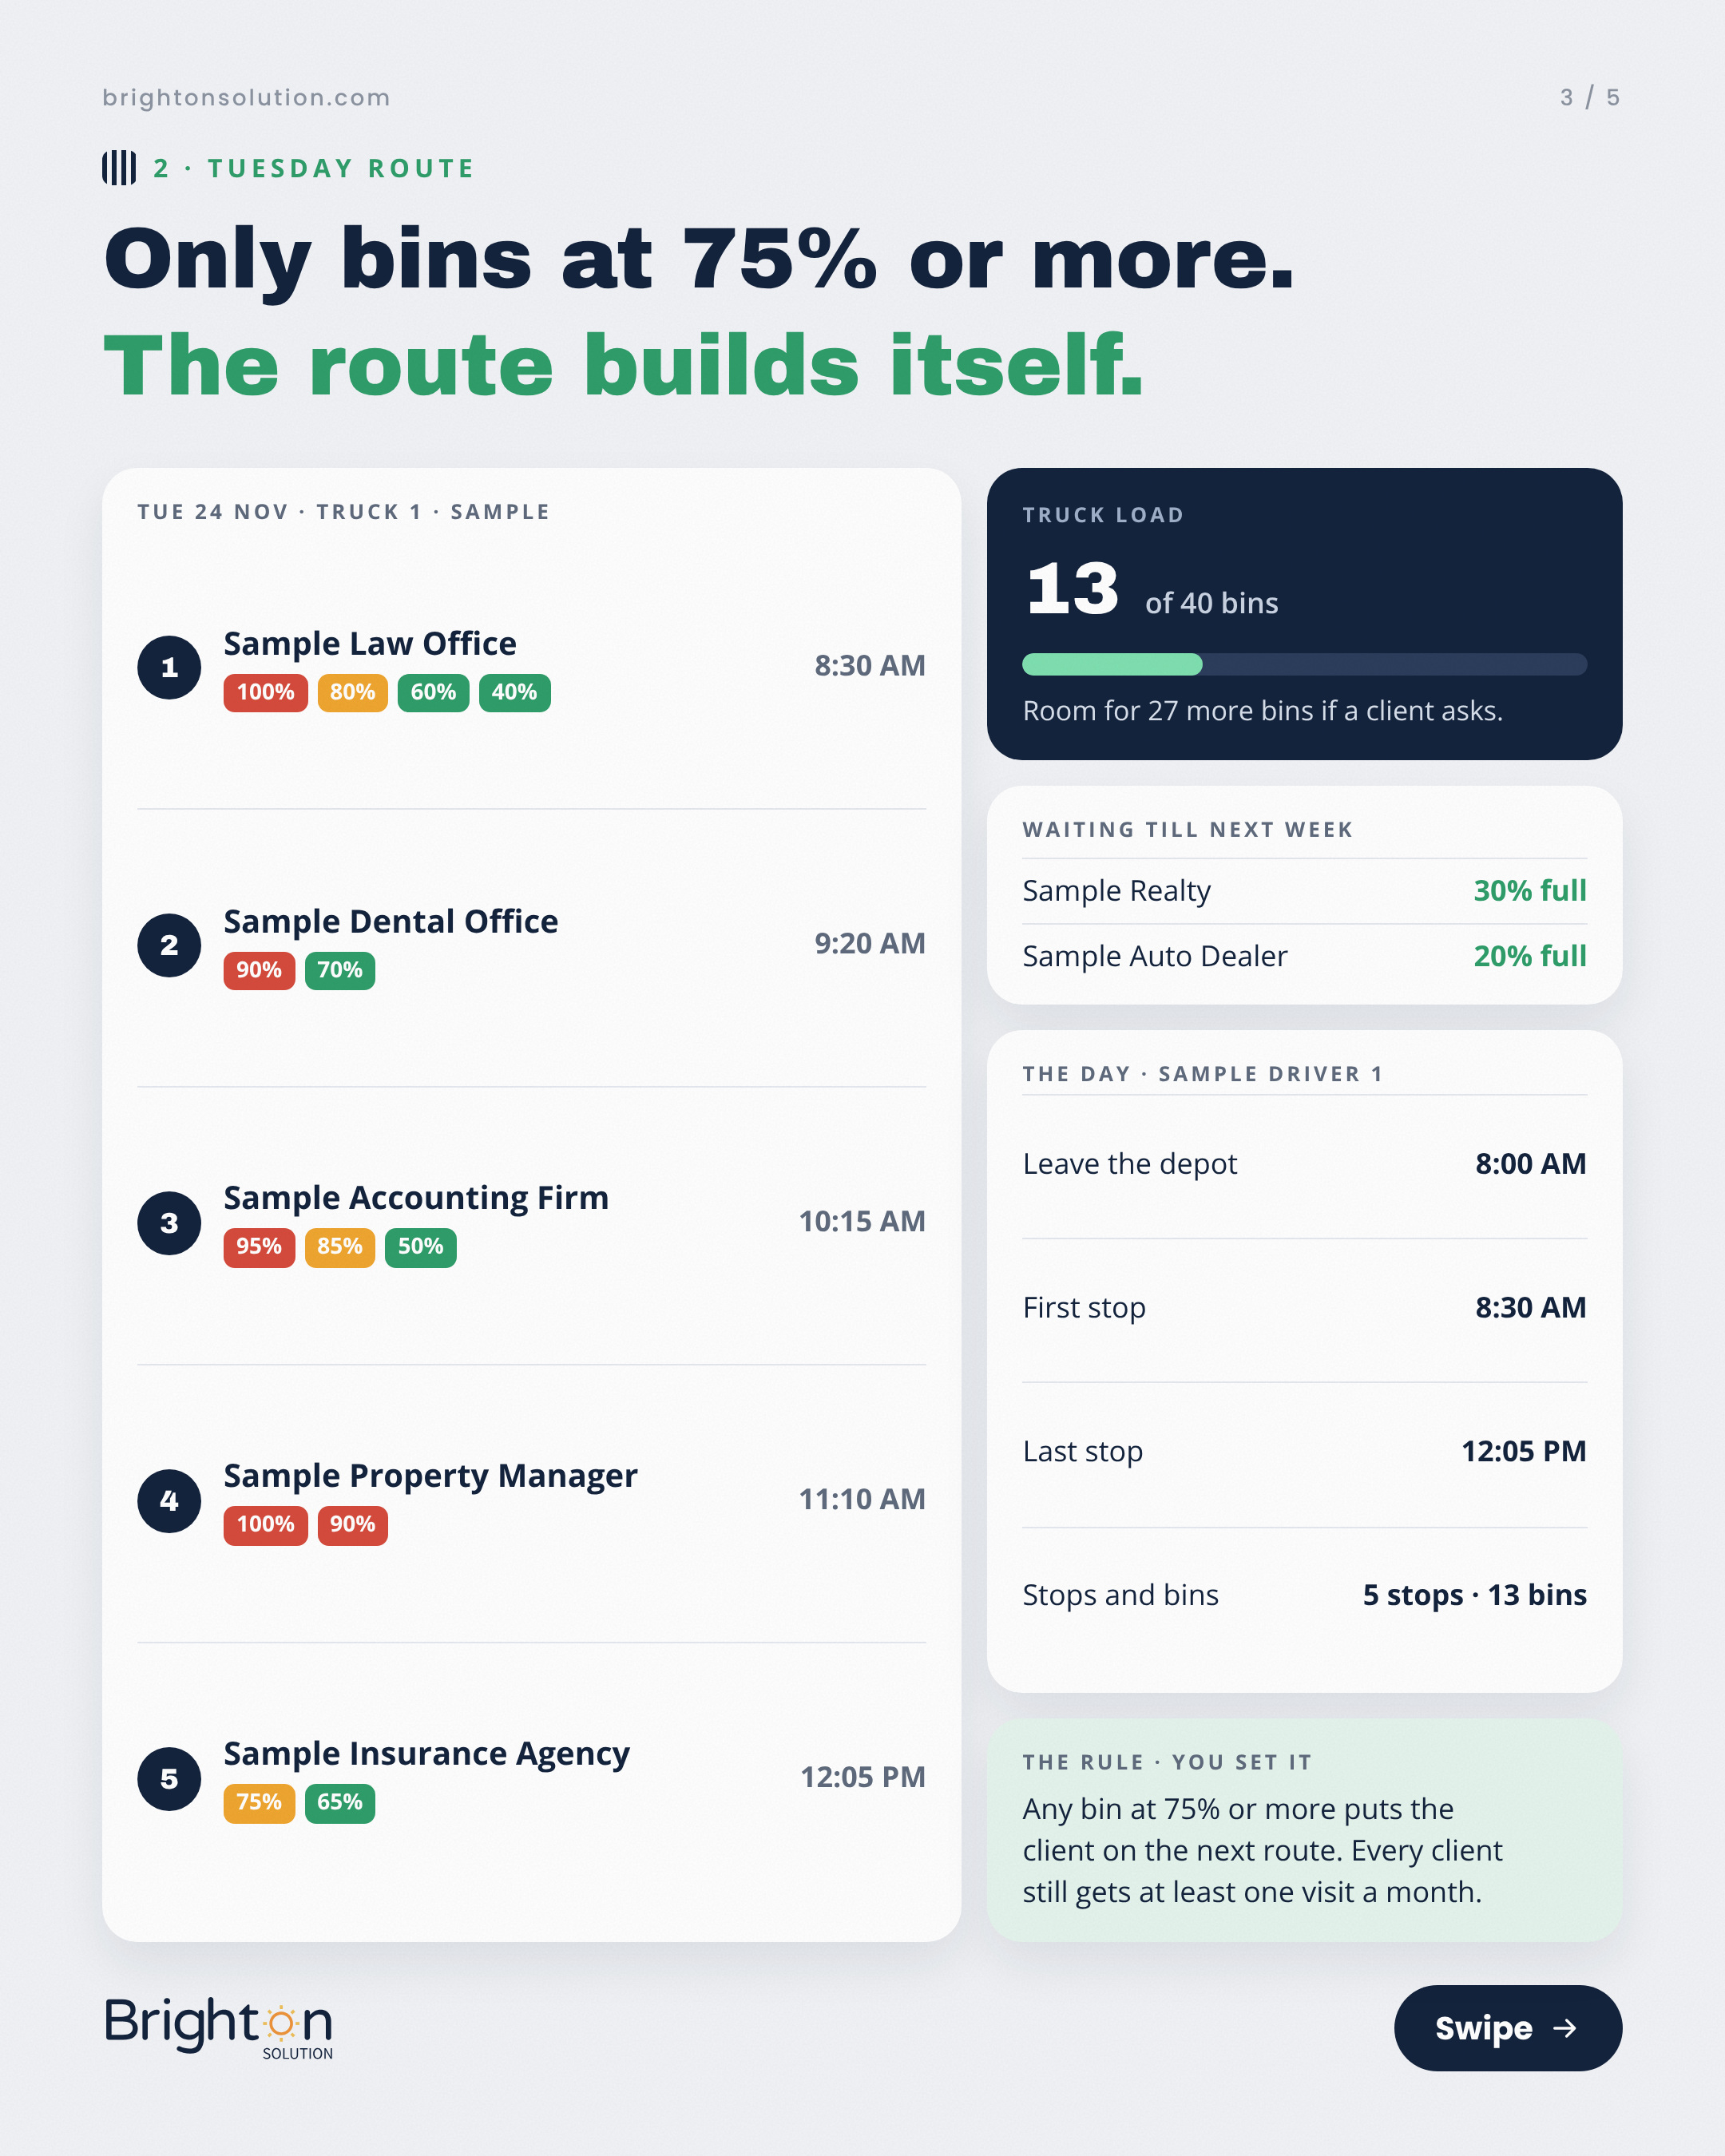 brightonsolution.com
3 / 5
2 · TUESDAY ROUTE
Only bins at 75% or more.
The route builds itself.
TUE 24 NOV · TRUCK 1 · SAMPLE
1
Sample Law Office
100% 80% 60% 40%
8:30 AM
2
Sample Dental Office
90% 70%
9:20 AM
3
Sample Accounting Firm
95% 85% 50%
10:15 AM
4
Sample Property Manager
100% 90%
11:10 AM
5
Sample Insurance Agency
75% 65%
12:05 PM
TRUCK LOAD
13 of 40 bins
Room for 27 more bins if a client asks.
WAITING TILL NEXT WEEK
Sample Realty 30% full
Sample Auto Dealer 20% full
THE DAY · SAMPLE DRIVER 1
Leave the depot 8:00 AM
First stop 8:30 AM
Last stop 12:05 PM
Stops and bins 5 stops · 13 bins
THE RULE · YOU SET IT
Any bin at 75% or more puts the
client on the next route. Every client
still gets at least one visit a month.
Brighton
SOLUTION
Swipe →